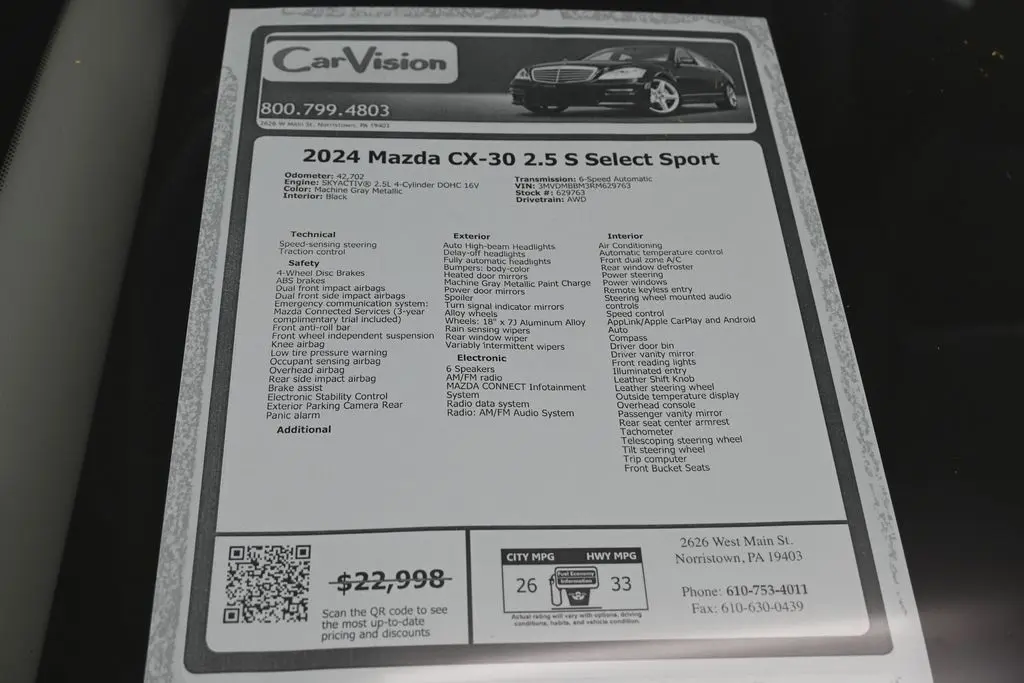 CarVision
800.799.4803
2626 W Main St, Norristown, PA 19403
2024 Mazda CX-30 2.5 S Select Sport
Odometer: 42,702
Engine: SKYACTIV® 2.5L 4-Cylinder DOHC 16V
Color: Machine Gray Metallic
Interior: Black
Transmission: 6-Speed Automatic
VIN: 3MVDMBBM3RM629763
Stock #: 629763
Drivetrain: AWD
Technical
Speed-sensing steering
Traction control
Safety
4-Wheel Disc Brakes
ABS brakes
Dual front impact airbags
Dual front side impact airbags
Emergency communication system:
Mazda Connected Services (3-year
complimentary trial included)
Front anti-roll bar
Front wheel independent suspension
Knee airbag
Low tire pressure warning
Occupant sensing airbag
Overhead airbag
Rear side impact airbag
Brake assist
Electronic Stability Control
Exterior Parking Camera Rear
Panic alarm
Additional
Exterior
Auto High-beam Headlights
Delay-off headlights
Fully automatic headlights
Bumpers: body-color
Heated door mirrors
Machine Gray Metallic Paint Charge
Power door mirrors
Spoiler
Turn signal indicator mirrors
Alloy wheels
Wheels: 18" x 7J Aluminum Alloy
Rain sensing wipers
Rear window wiper
Variably intermittent wipers
Electronic
6 Speakers
AM/FM radio
MAZDA CONNECT Infotainment
System
Radio data system
Radio: AM/FM Audio System
Interior
Air Conditioning
Automatic temperature control
Front dual zone A/C
Rear window defroster
Power steering
Power windows
Remote keyless entry
Steering wheel mounted audio
controls
Speed control
AppLink/Apple CarPlay and Android
Auto
Compass
Driver door bin
Driver vanity mirror
Front reading lights
Illuminated entry
Leather Shift Knob
Leather steering wheel
Outside temperature display
Overhead console
Passenger vanity mirror
Rear seat center armrest
Tachometer
Telescoping steering wheel
Tilt steering wheel
Trip computer
Front Bucket Seats
$22,998
Scan the QR code to see
the most up-to-date
pricing and discounts
CITY MPG
HWY MPG
26
Fuel Economy
Information
33
Actual rating will vary with options, driving
conditions, habits, and vehicle condition.
2626 West Main St.
Norristown, PA 19403
Phone: 610-753-4011
Fax: 610-630-0439